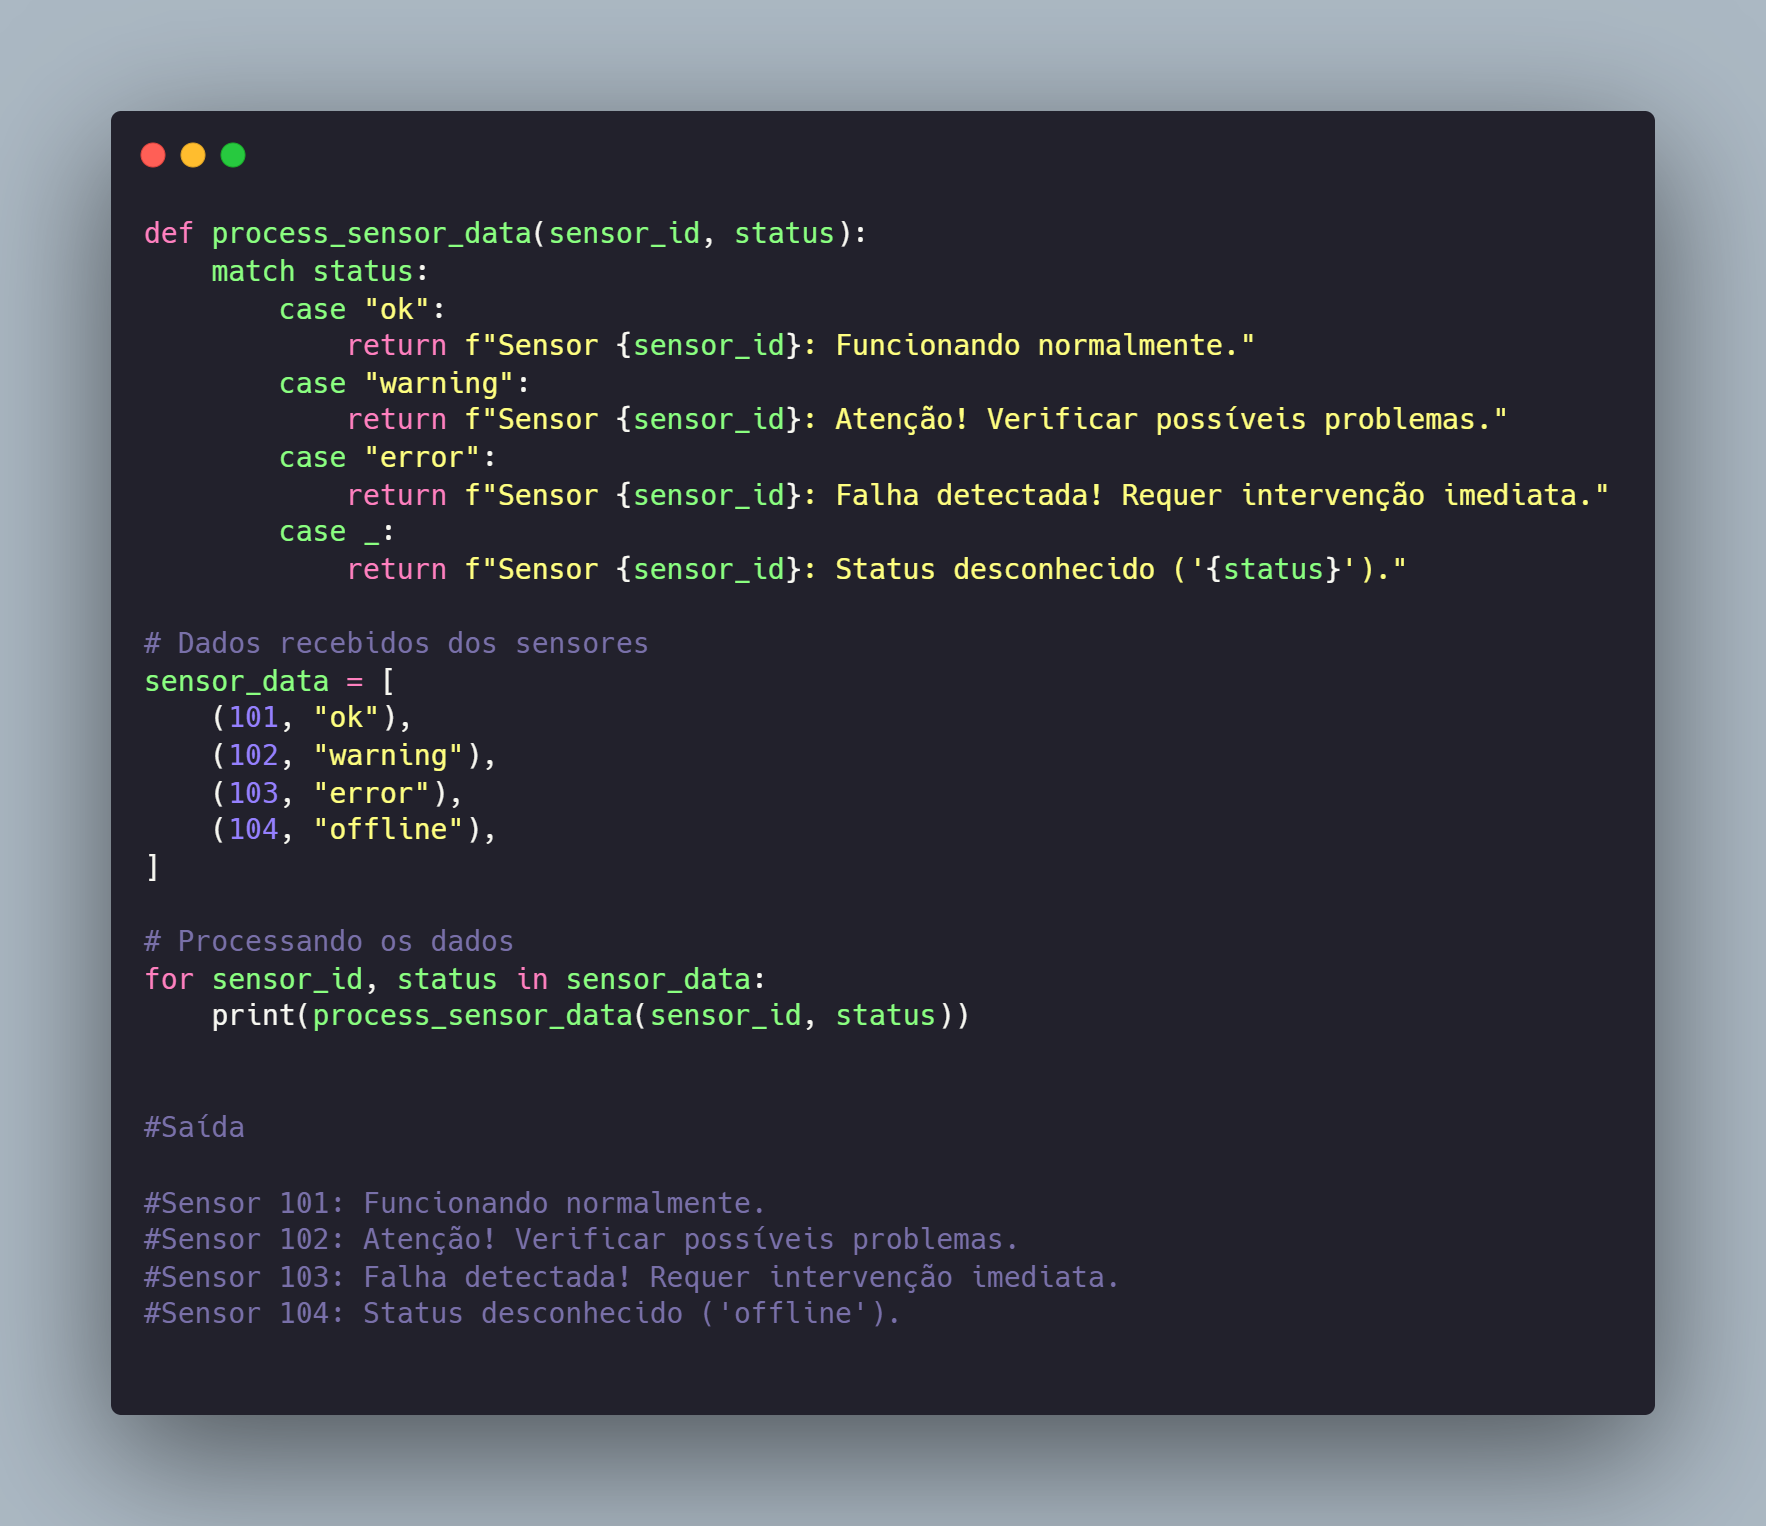 def process_sensor_data(sensor_id, status):
    match status:
        case "ok":
            return f"Sensor {sensor_id}: Funcionando normalmente."
        case "warning":
            return f"Sensor {sensor_id}: Atenção! Verificar possíveis problemas."
        case "error":
            return f"Sensor {sensor_id}: Falha detectada! Requer intervenção imediata."
        case _:
            return f"Sensor {sensor_id}: Status desconhecido ('{status}')."

# Dados recebidos dos sensores
sensor_data = [
    (101, "ok"),
    (102, "warning"),
    (103, "error"),
    (104, "offline"),
]

# Processando os dados
for sensor_id, status in sensor_data:
    print(process_sensor_data(sensor_id, status))

#Saída

#Sensor 101: Funcionando normalmente.
#Sensor 102: Atenção! Verificar possíveis problemas.
#Sensor 103: Falha detectada! Requer intervenção imediata.
#Sensor 104: Status desconhecido ('offline').